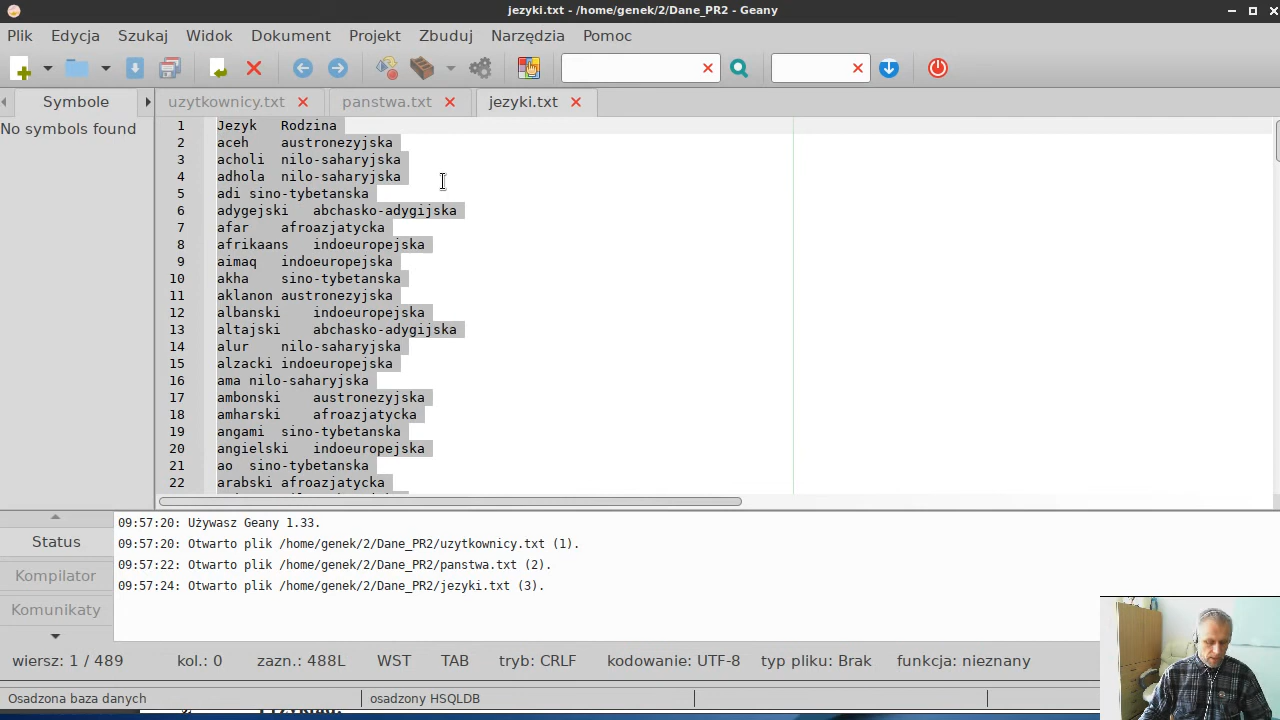 jezyki.txt - /home/genek/2/Dane_PR2 - Geany
Plik Edycja Szukaj Widok Dokument Projekt Zbuduj Narzędzia Pomoc
Symbole uzytkownicy.txt panstwa.txt jezyki.txt
No symbols found
1 Jezyk Rodzina
2 aceh austronezyjska
3 acholi nilo-saharyjska
4 adhola nilo-saharyjska
5 adi sino-tybetanska
6 adygejski abchasko-adygijska
7 afar afroazjatycka
8 afrikaans indoeuropejska
9 aimaq indoeuropejska
10 akha sino-tybetanska
11 aklanon austronezyjska
12 albanski indoeuropejska
13 altajski abchasko-adygijska
14 alur nilo-saharyjska
15 alzacki indoeuropejska
16 ama nilo-saharyjska
17 ambonski austronezyjska
18 amharski afroazjatycka
19 angami sino-tybetanska
20 angielski indoeuropejska
21 ao sino-tybetanska
22 arabski afroazjatycka
Status
Kompilator
Komunikaty
09:57:20: Używasz Geany 1.33.
09:57:20: Otwarto plik /home/genek/2/Dane_PR2/uzytkownicy.txt (1).
09:57:22: Otwarto plik /home/genek/2/Dane_PR2/panstwa.txt (2).
09:57:24: Otwarto plik /home/genek/2/Dane_PR2/jezyki.txt (3).
wiersz: 1 / 489 kol.: 0 zazn.: 488L WST TAB tryb: CRLF kodowanie: UTF-8 typ pliku: Brak funkcja: nieznany
Osadzona baza danych osadzony HSQLDB